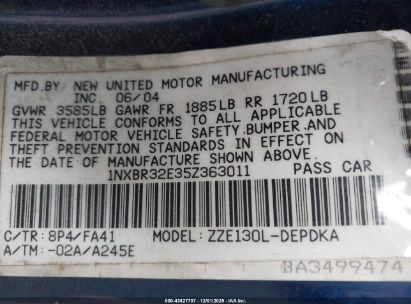 MFD.BY: NEW UNITED MOTOR MANUFACTURING
INC. 06/04
GVWR 3585LB GAWR FR 1885LB RR 1720LB
THIS VEHICLE CONFORMS TO ALL APPLICABLE
FEDERAL MOTOR VEHICLE SAFETY,BUMPER,AND
THEFT PREVENTION STANDARDS IN EFFECT ON
THE DATE OF MANUFACTURE SHOWN ABOVE.
1NXBR32E35Z363011 PASS CAR
C/TR: 8P4/FA41 MODEL: ZZE130L-DEPDKA
A/TM: -02A/A245E
BA3499474